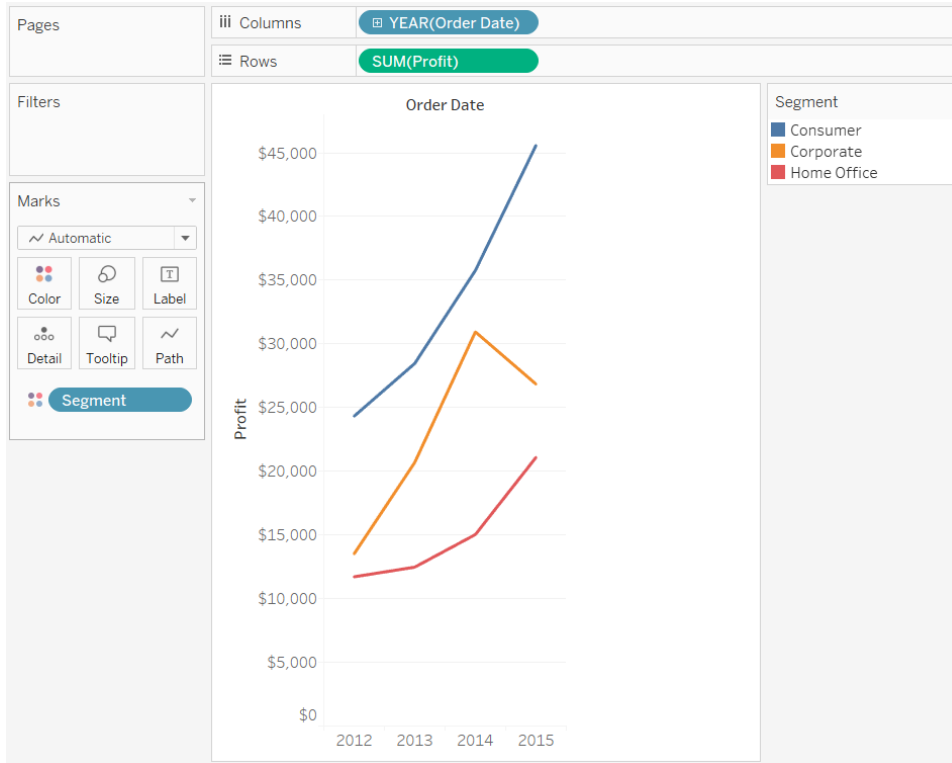 Pages
Columns
YEAR(Order Date)
Rows
SUM(Profit)
Filters
Marks
Automatic
Color
Size
T
Label
Detail
Tooltip
Path
Segment
Order Date
Profit
$45,000
$40,000
$35,000
$30,000
$25,000
$20,000
$15,000
$10,000
$5,000
$0
2012 2013 2014 2015
Segment
Consumer
Corporate
Home Office